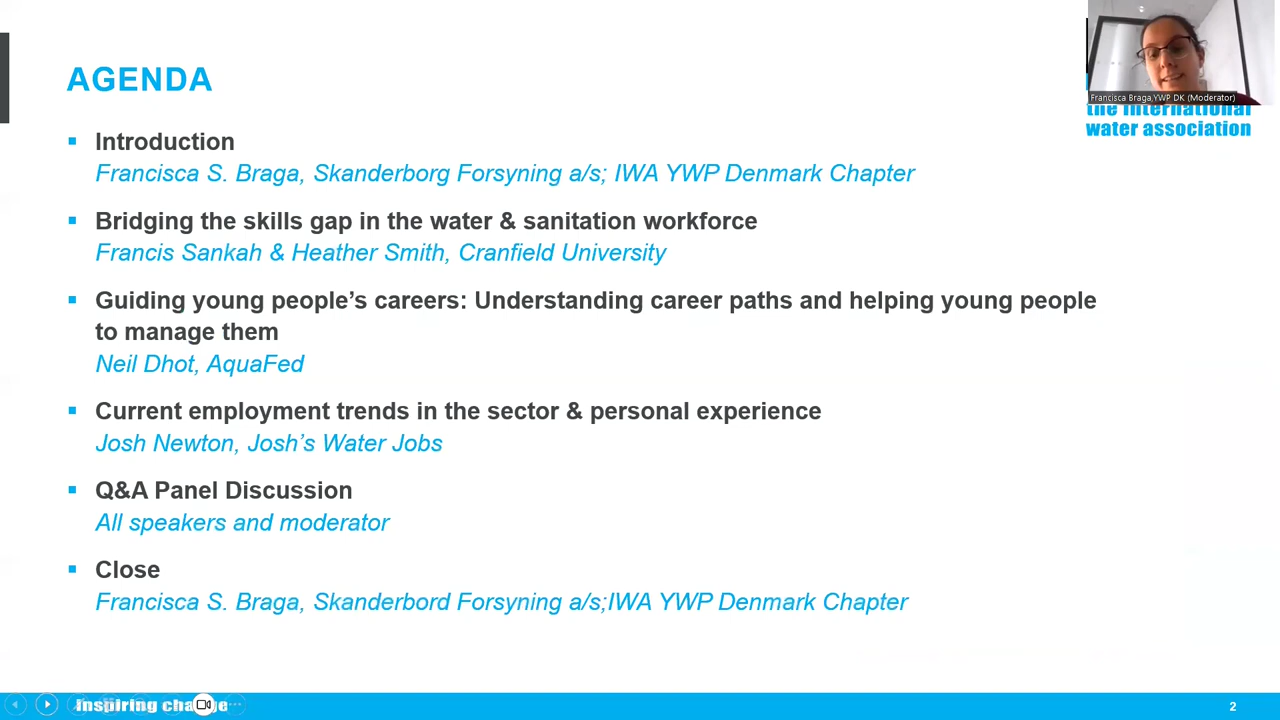 AGENDA
Francisca Braga,YWP DK (Moderator)
the international
water association
Introduction
Francisca S. Braga, Skanderborg Forsyning a/s; IWA YWP Denmark Chapter
Bridging the skills gap in the water & sanitation workforce
Francis Sankah & Heather Smith, Cranfield University
Guiding young people’s careers: Understanding career paths and helping young people
to manage them
Neil Dhot, AquaFed
Current employment trends in the sector & personal experience
Josh Newton, Josh’s Water Jobs
Q&A Panel Discussion
All speakers and moderator
Close
Francisca S. Braga, Skanderbord Forsyning a/s;IWA YWP Denmark Chapter
inspiring change
2